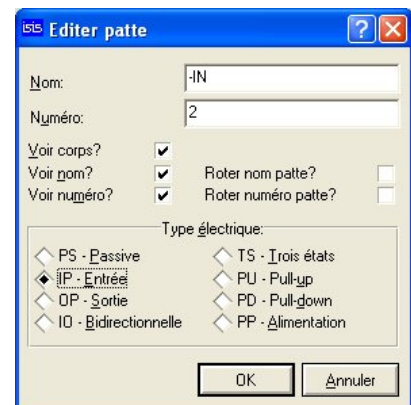 isis Editer patte
Nom: -IN
Numéro: 2
Voir corps?
Voir nom? Roter nom patte?
Voir numéro? Roter numéro patte?
Type électrique:
PS - Passive TS - Trois états
IP - Entrée PU - Pull-up
OP - Sortie PD - Pull-down
IO - Bidirectionnelle PP - Alimentation
OK Annuler